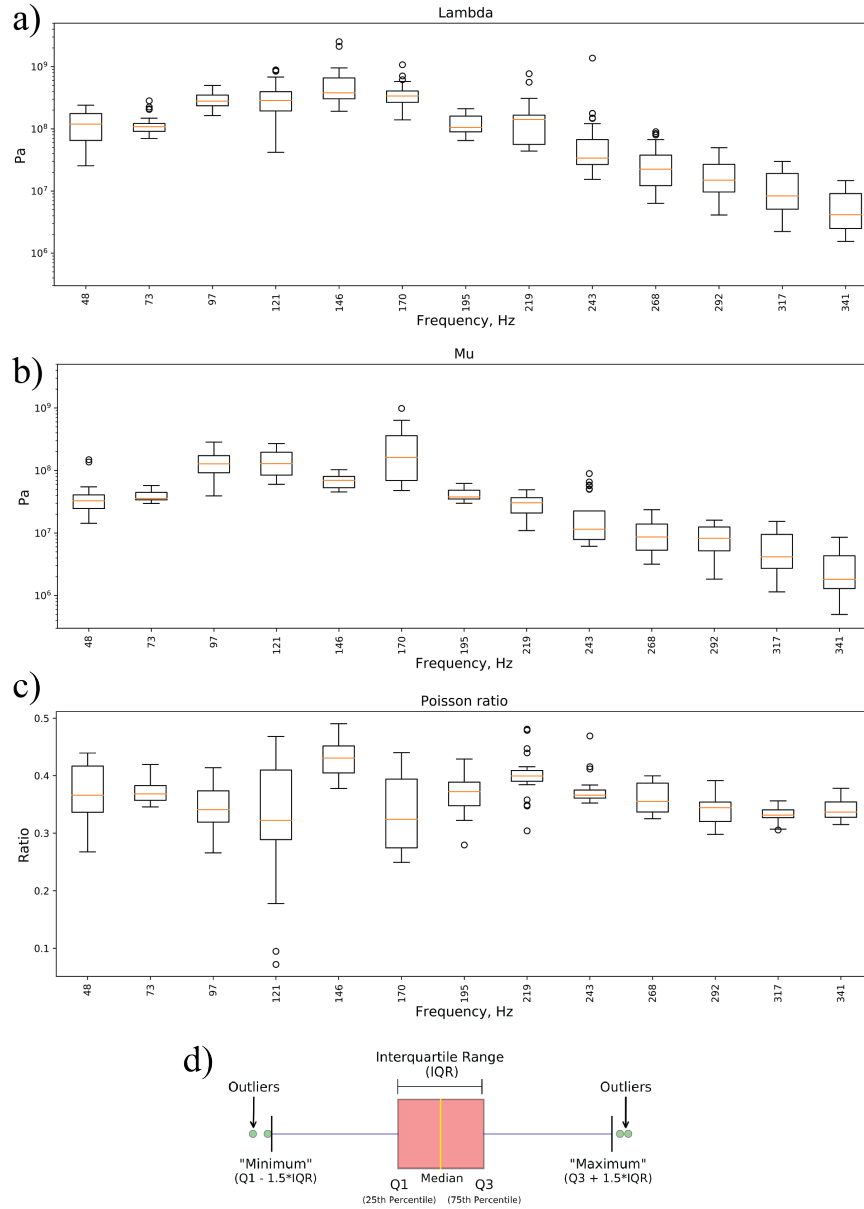 a)
Lambda
10⁹
10⁸
10⁷
10⁶
Pa
48 73 97 121 146 170 195 219 243 268 292 317 341
Frequency, Hz
b)
Mu
10⁹
10⁸
10⁷
10⁶
Pa
48 73 97 121 146 170 195 219 243 268 292 317 341
Frequency, Hz
c)
Poisson ratio
0.5
0.4
0.3
0.2
0.1
Ratio
48 73 97 121 146 170 195 219 243 268 292 317 341
Frequency, Hz
d)
Interquartile Range
(IQR)
Outliers Outliers
"Minimum" "Maximum"
(Q1 - 1.5*IQR) (Q3 + 1.5*IQR)
Median
Q1 Q3
(25th Percentile) (75th Percentile)